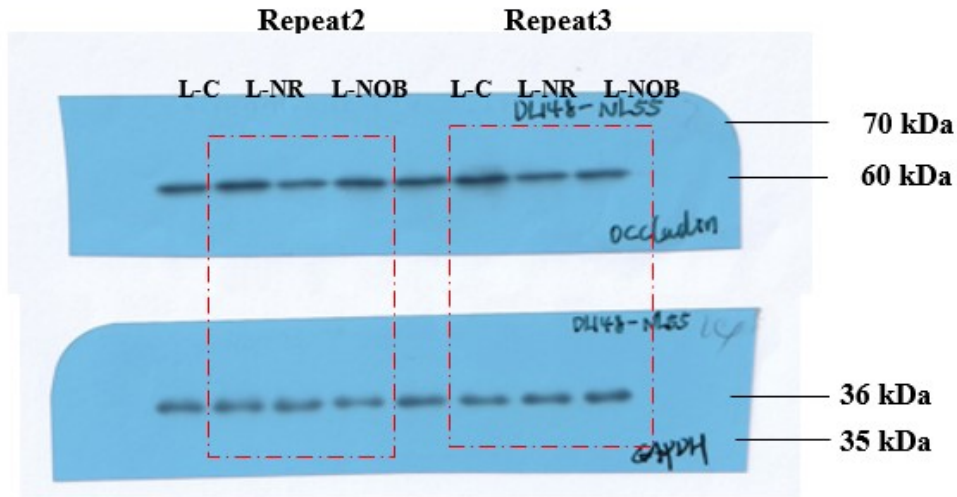 Repeat2 Repeat3
L-C L-NR L-NOB L-C L-NR L-NOB
DL148-NL55
70 kDa
60 kDa
occludin
DL148-NL55
36 kDa
35 kDa
GAPDH